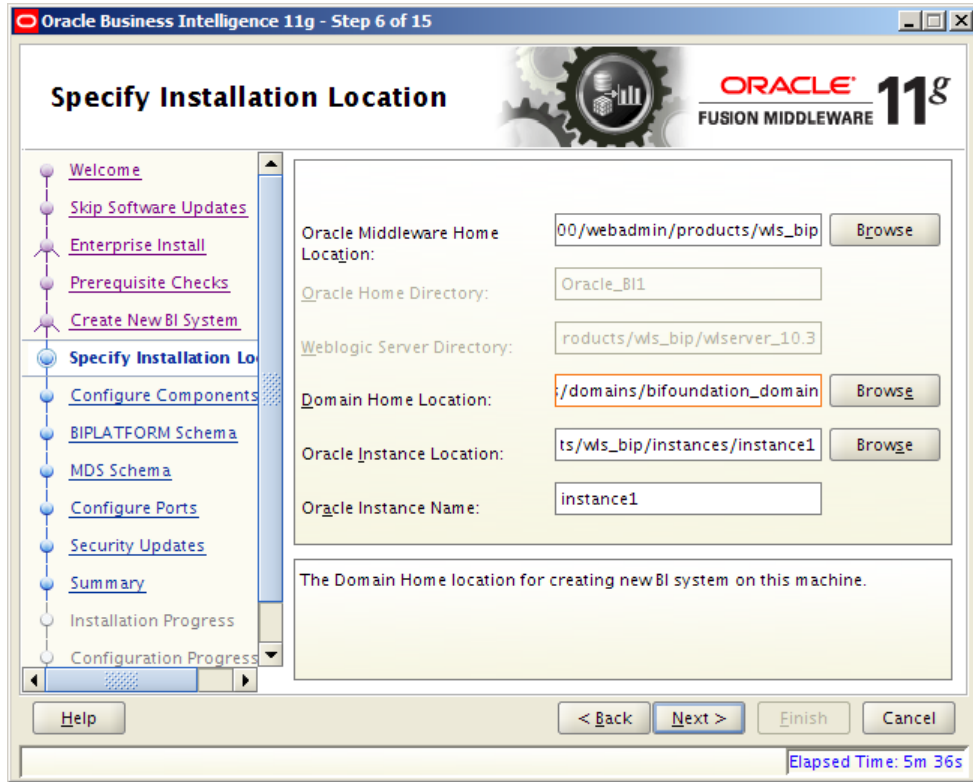 Oracle Business Intelligence 11g - Step 6 of 15
Specify Installation Location
ORACLE
FUSION MIDDLEWARE
11g
Welcome
Skip Software Updates
Enterprise Install
Prerequisite Checks
Create New BI System
Specify Installation Lo
Configure Components
BIPLATFORM Schema
MDS Schema
Configure Ports
Security Updates
Summary
Installation Progress
Configuration Progress
Oracle Middleware Home
Location:
00/webadmin/products/wls_bip
Browse
Oracle Home Directory:
Oracle_BI1
Weblogic Server Directory:
roducts/wls_bip/wlserver_10.3
Domain Home Location:
/domains/bifoundation_domain
Browse
Oracle Instance Location:
ts/wls_bip/instances/instance1
Browse
Oracle Instance Name:
instance1
The Domain Home location for creating new BI system on this machine.
Help
< Back
Next >
Finish
Cancel
Elapsed Time: 5m 36s